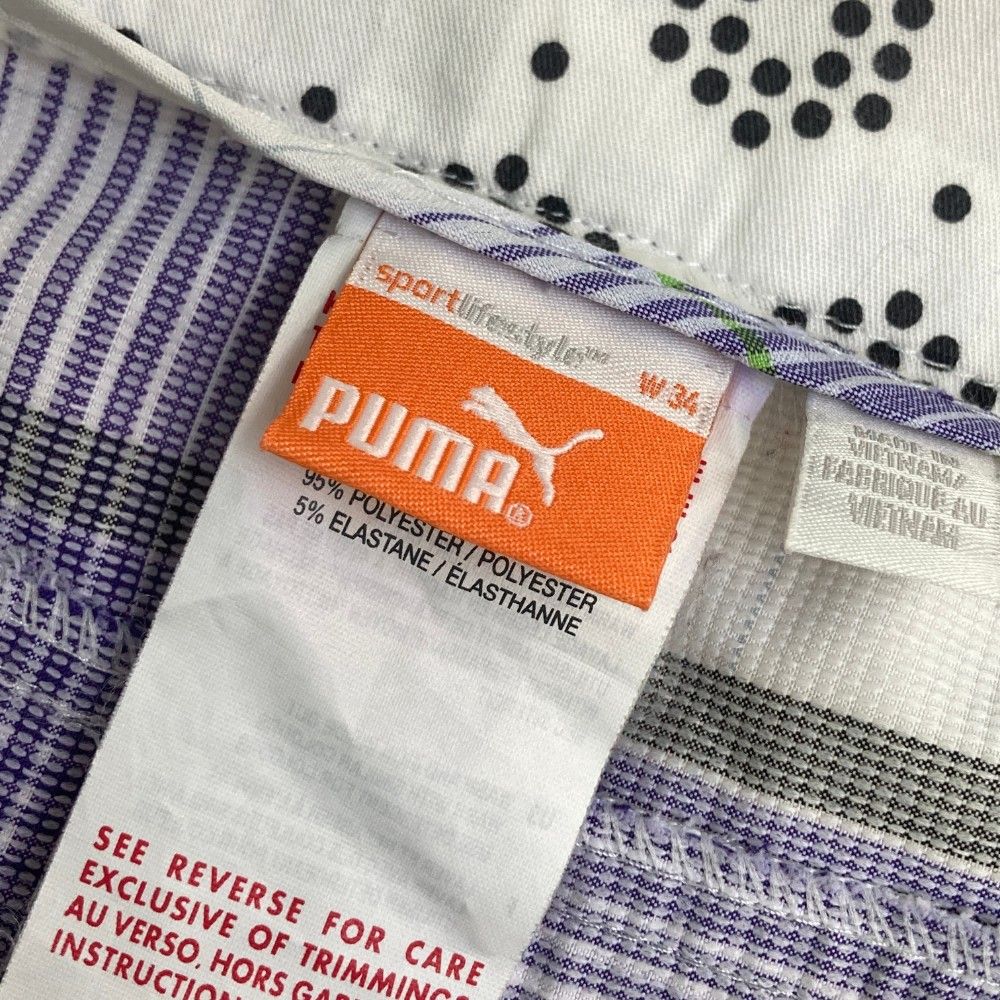 sportlifestyle™
W 34
PUMA®
95% POLYESTER / POLYESTER
5% ELASTANE / ÉLASTHANNE
SEE REVERSE FOR CARE
EXCLUSIVE OF TRIMMINGS
AU VERSO, HORS
INSTRUCTION
MADE IN
VIETNAM/
FABRIQUÉ AU
VIETNAM